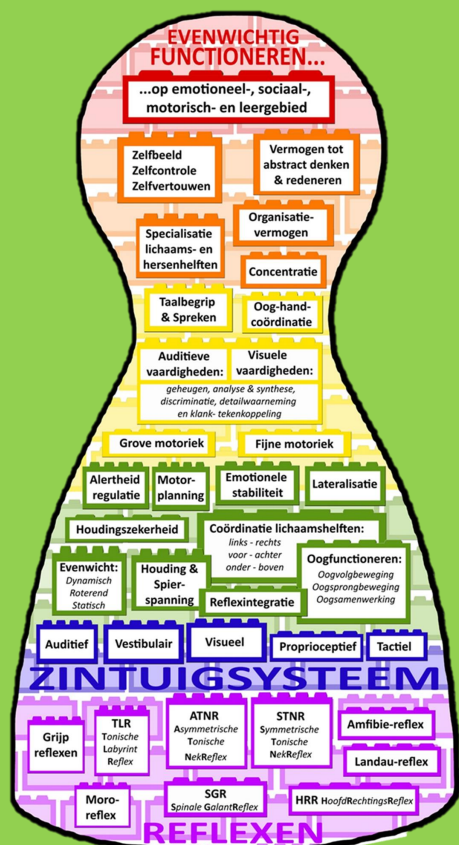 EVENWICHTIG
FUNCTIONEREN...
...op emotioneel-, sociaal-,
motorisch- en leergebied
Zelfbeeld
Zelfcontrole
Zelfvertouwen
Vermogen tot
abstract denken
& redeneren
Specialisatie
lichaams- en
hersenhelften
Organisatie-
vermogen
Concentratie
Taalbegrip
& Spreken
Oog-hand-
coördinatie
Auditieve
vaardigheden:
Visuele
vaardigheden:
geheugen, analyse & synthese,
discriminatie, detailwaarneming
en klank- tekenkoppeling
Grove motoriek
Fijne motoriek
Alertheid
regulatie
Motor-
planning
Emotionele
stabiliteit
Lateralisatie
Houdingszekerheid
Coördinatie lichaamshelften:
links - rechts
voor - achter
onder - boven
Evenwicht:
Dynamisch
Roterend
Statisch
Houding &
Spier-
spanning
Oogfunctioneren:
Oogvolgbeweging
Oogsprongbeweging
Oogsamenwerking
Reflexintegratie
Auditief
Vestibulair
Visueel
Proprioceptief
Tactiel
ZINTUIGSYSTEEM
Grijp
reflexen
TLR
Tonische
Labyrint
Reflex
ATNR
Asymmetrische
Tonische
NekReflex
STNR
Symmetrische
Tonische
NekReflex
Amfibie-reflex
Landau-reflex
Moro-
reflex
SGR
Spinale GalantReflex
HRR HoofdRechtingsReflex
REFLEXEN